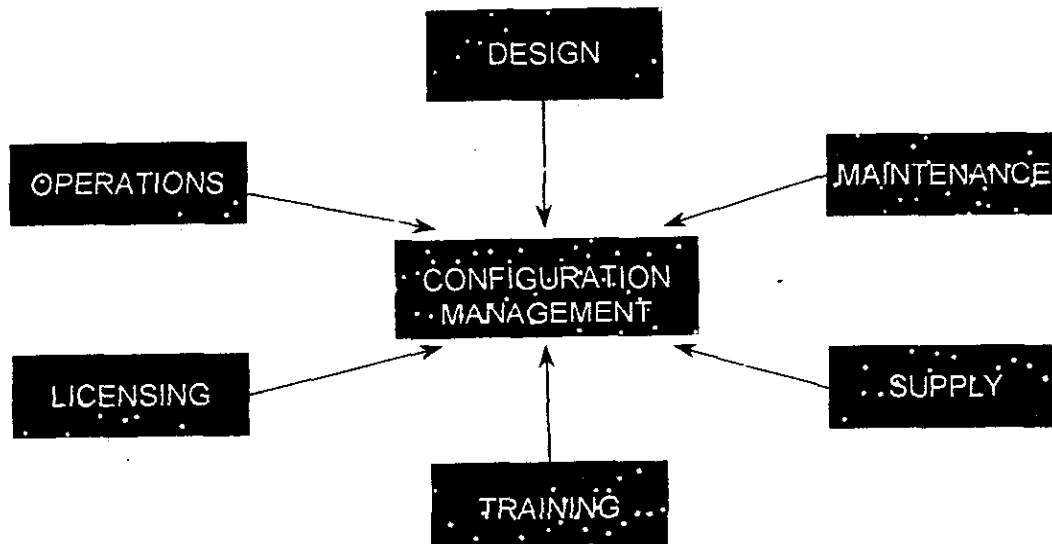 DESIGN
OPERATIONS
MAINTENANCE
CONFIGURATION
MANAGEMENT
LICENSING
SUPPLY
TRAINING